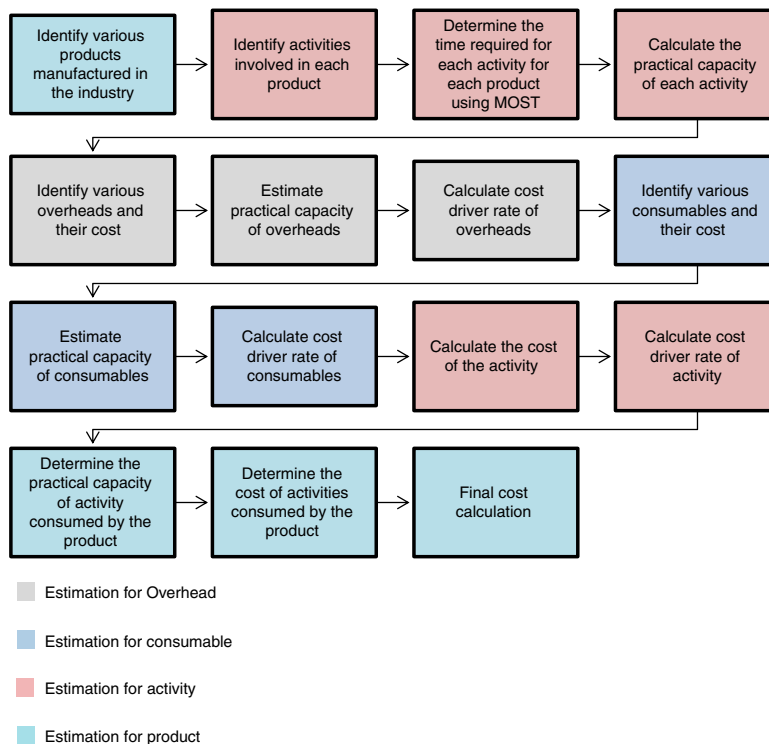 Identify various
products
manufactured in
the industry
Identify activities
involved in each
product
Determine the
time required for
each activity for
each product
using MOST
Calculate the
practical capacity
of each activity
Identify various
overheads and
their cost
Estimate
practical capacity
of overheads
Calculate cost
driver rate of
overheads
Identify various
consumables and
their cost
Estimate
practical capacity
of consumables
Calculate cost
driver rate of
consumables
Calculate the cost
of the activity
Calculate cost
driver rate of
activity
Determine the
practical capacity
of activity
consumed by the
product
Determine the
cost of activities
consumed by the
product
Final cost
calculation
Estimation for Overhead
Estimation for consumable
Estimation for activity
Estimation for product